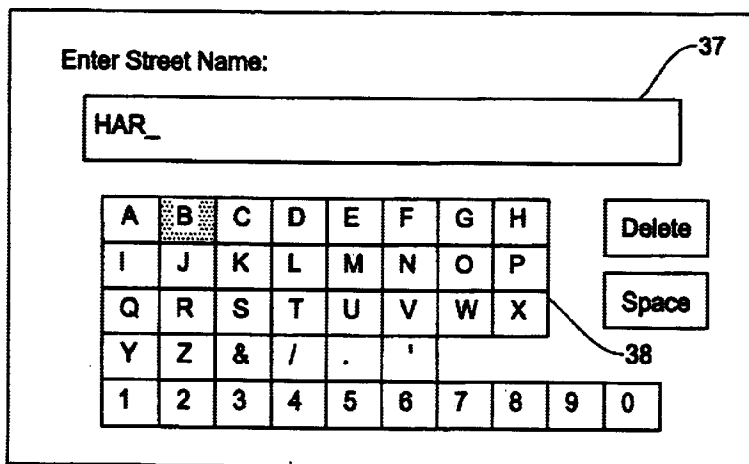 37
Enter Street Name:
HAR_
A B C D E F G H
Delete
I J K L M N O P
Q R S T U V W X
Space
Y Z & / . '
38
1 2 3 4 5 6 7 8 9 0